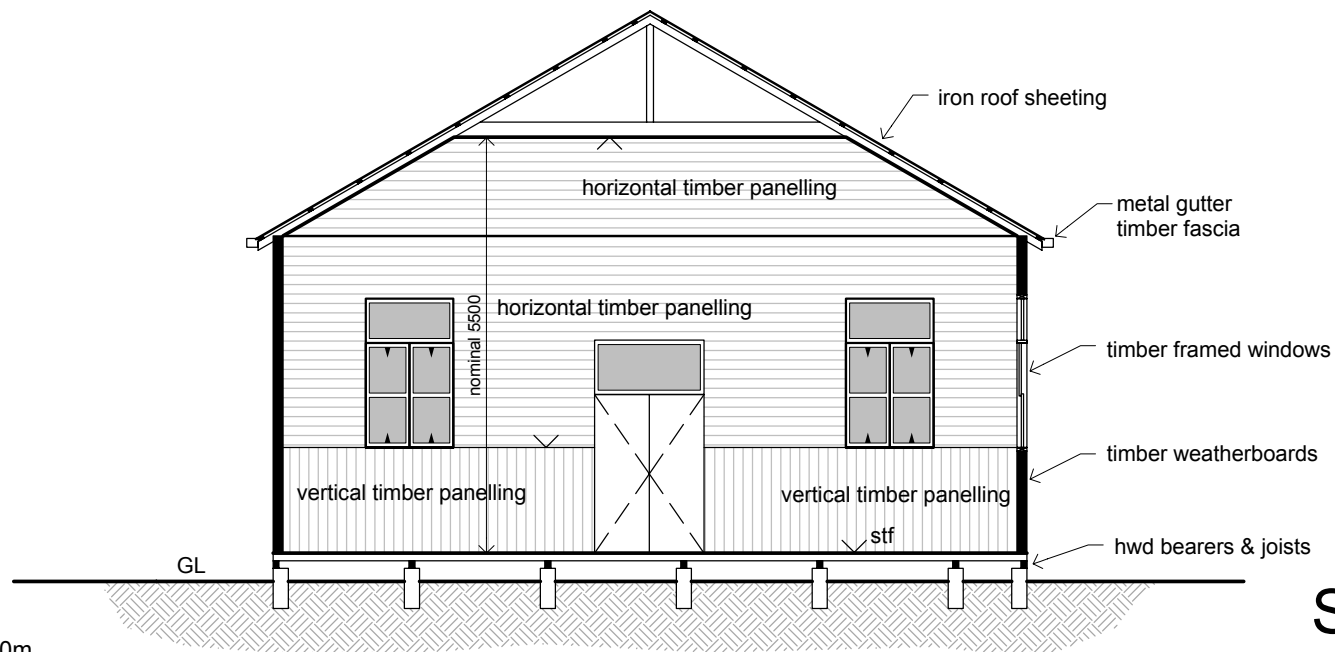 iron roof sheeting
horizontal timber panelling
metal gutter
timber fascia
horizontal timber panelling
nominal 5500
timber framed windows
timber weatherboards
vertical timber panelling
vertical timber panelling
stf
hwd bearers & joists
GL
S
0m